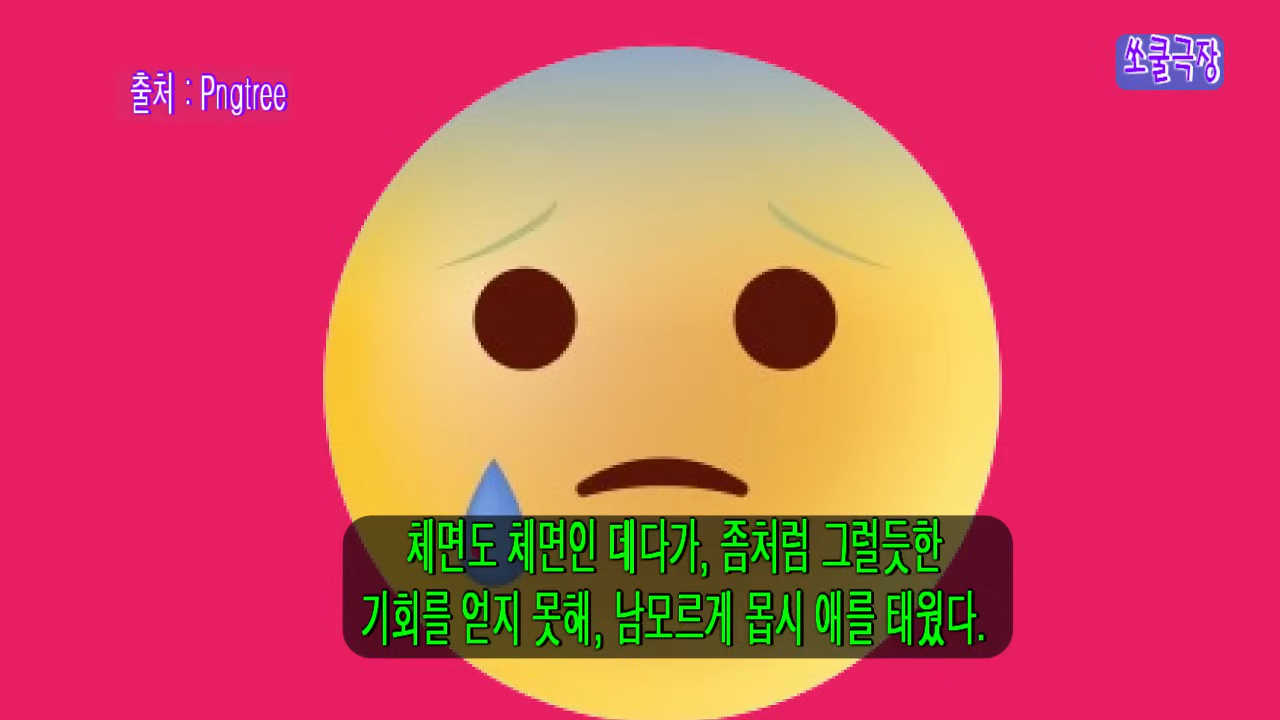 출처 : Pngtree
쏘쿨극장
체면도 체면인 데다가, 좀처럼 그럴듯한
기회를 얻지 못해, 남모르게 몹시 애를 태웠다.